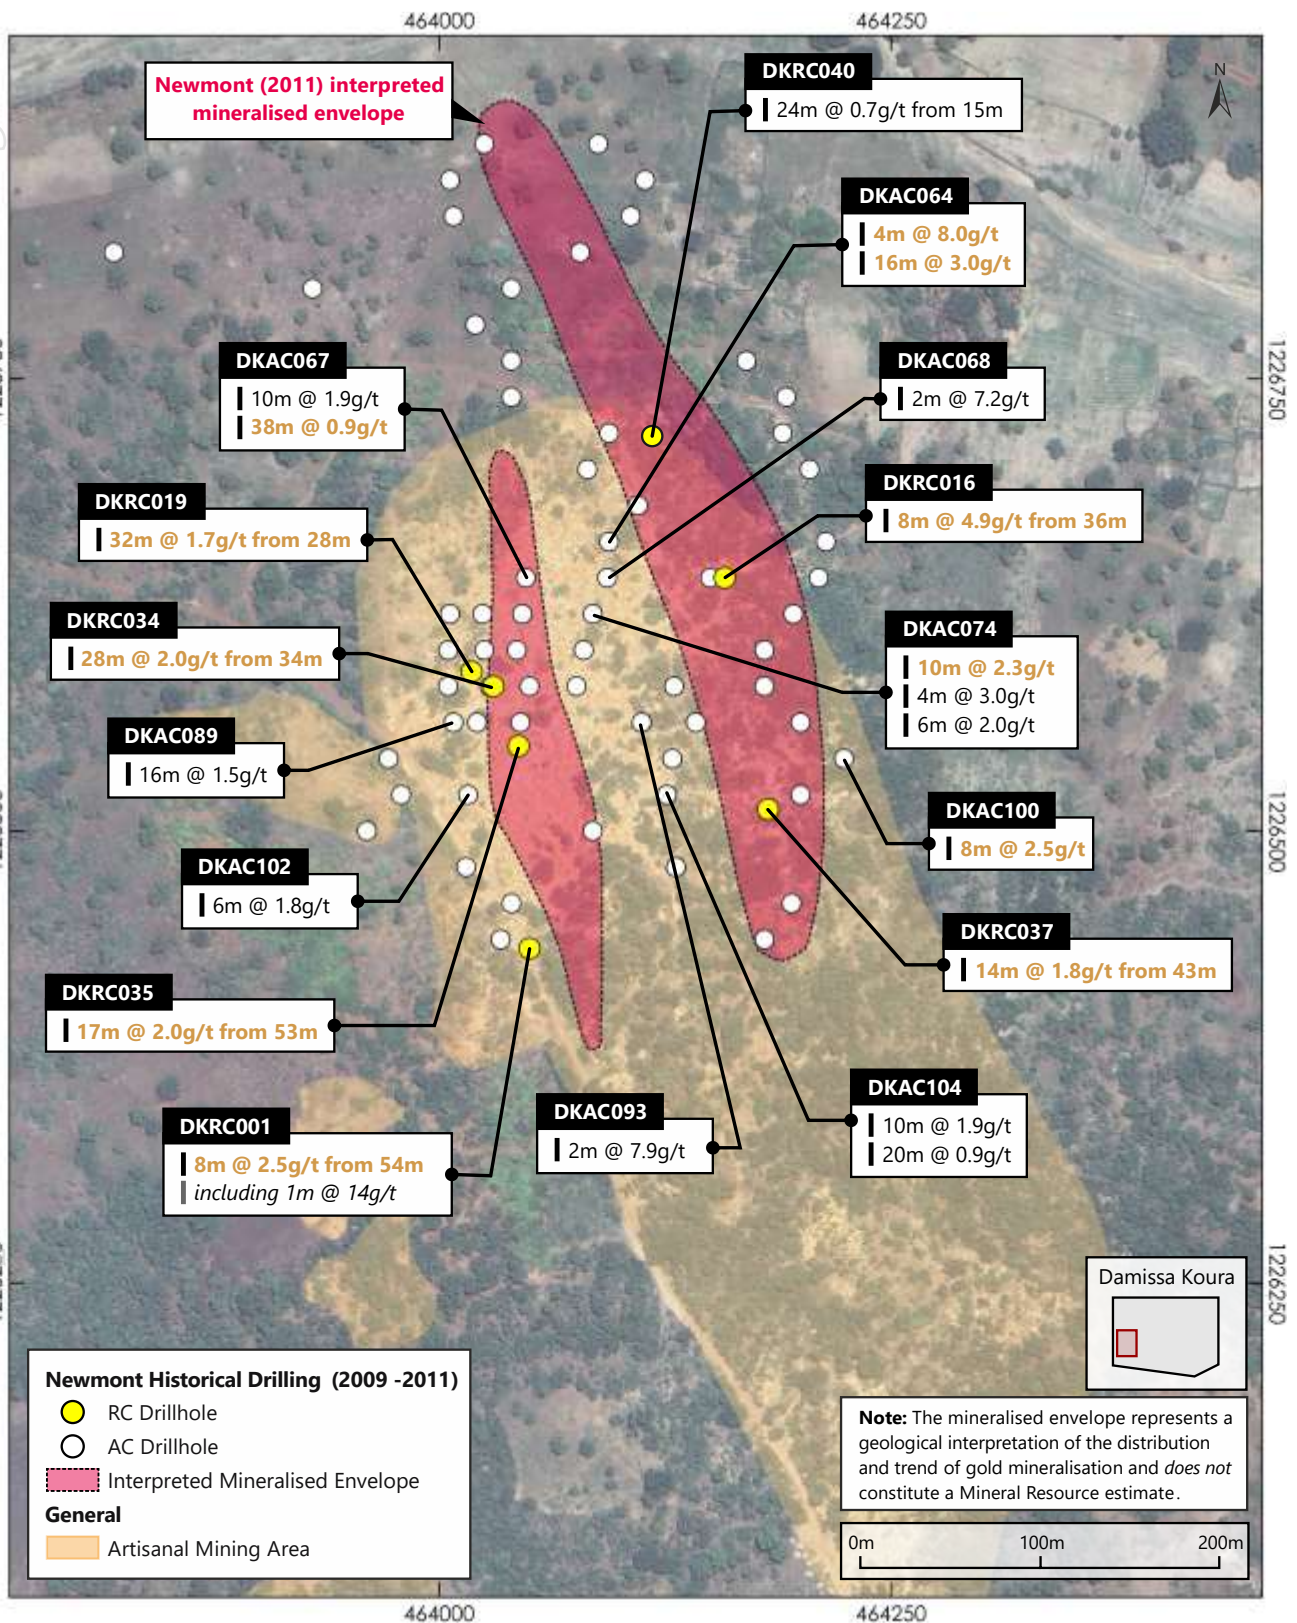 464000
464250
Newmont (2011) interpreted
mineralised envelope
DKRC040
24m @ 0.7g/t from 15m
N
DKAC064
4m @ 8.0g/t
16m @ 3.0g/t
DKAC067
10m @ 1.9g/t
38m @ 0.9g/t
DKAC068
2m @ 7.2g/t
1226750
DKRC019
32m @ 1.7g/t from 28m
DKRC016
8m @ 4.9g/t from 36m
DKRC034
28m @ 2.0g/t from 34m
DKAC074
10m @ 2.3g/t
4m @ 3.0g/t
6m @ 2.0g/t
DKAC089
16m @ 1.5g/t
DKAC100
8m @ 2.5g/t
1226500
DKAC102
6m @ 1.8g/t
DKRC037
14m @ 1.8g/t from 43m
DKRC035
17m @ 2.0g/t from 53m
DKRC001
8m @ 2.5g/t from 54m
including 1m @ 14g/t
DKAC093
2m @ 7.9g/t
DKAC104
10m @ 1.9g/t
20m @ 0.9g/t
1226250
Damissa Koura
Newmont Historical Drilling (2009 -2011)
RC Drillhole
AC Drillhole
Interpreted Mineralised Envelope
General
Artisanal Mining Area
Note: The mineralised envelope represents a
geological interpretation of the distribution
and trend of gold mineralisation and does not
constitute a Mineral Resource estimate.
0m 100m 200m
464000
464250